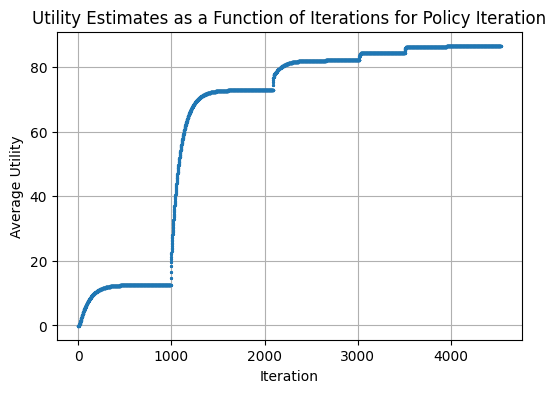 Utility Estimates as a Function of Iterations for Policy Iteration
80
60
40
20
0
Average Utility
0 1000 2000 3000 4000
Iteration